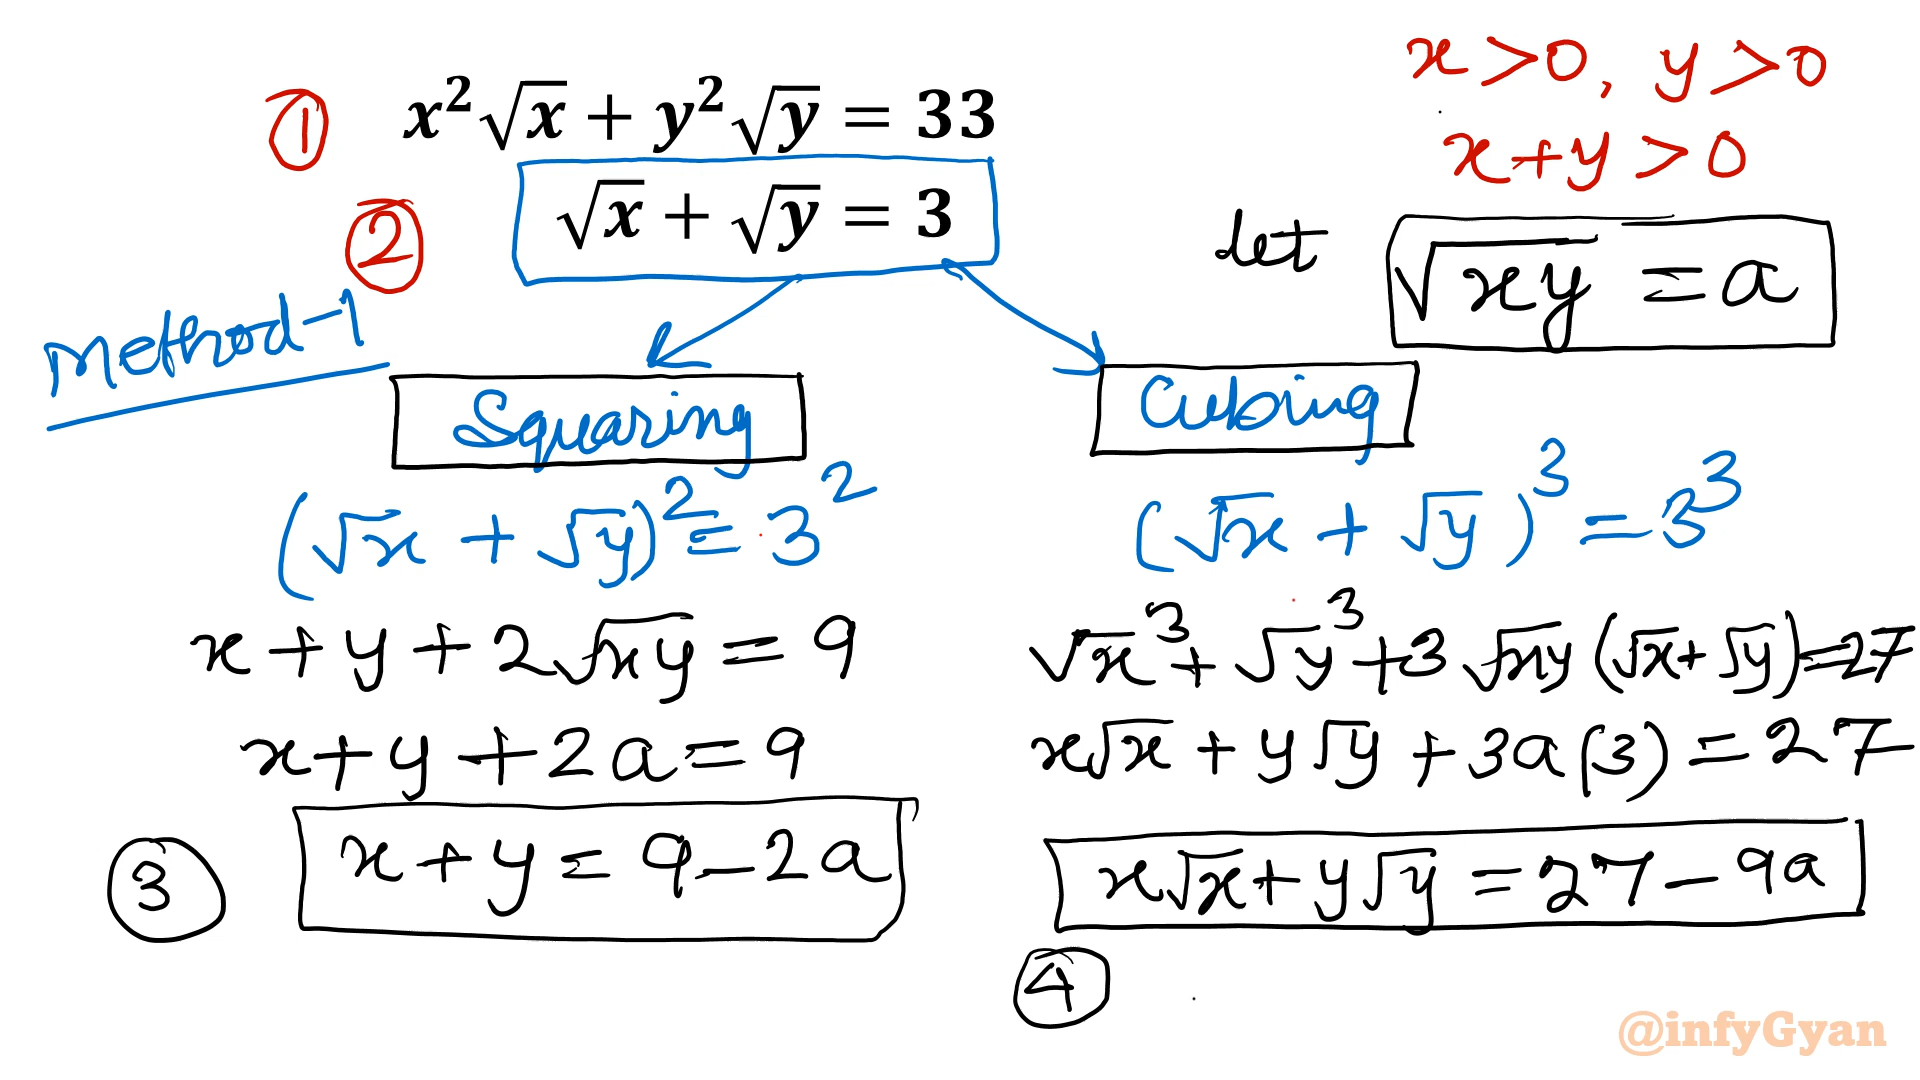 ① x²√x + y²√y = 33
② √x + √y = 3
x > 0, y > 0
x + y > 0
let √xy = a
Method-1
Squaring
(√x + √y)² = 3²
x + y + 2√xy = 9
x + y + 2a = 9
③ x + y = 9 - 2a
Cubing
(√x + √y)³ = 3³
√x³ + √y³ + 3√xy (√x + √y) = 27
x√x + y√y + 3a(3) = 27
x√x + y√y = 27 - 9a
④
@infyGyan